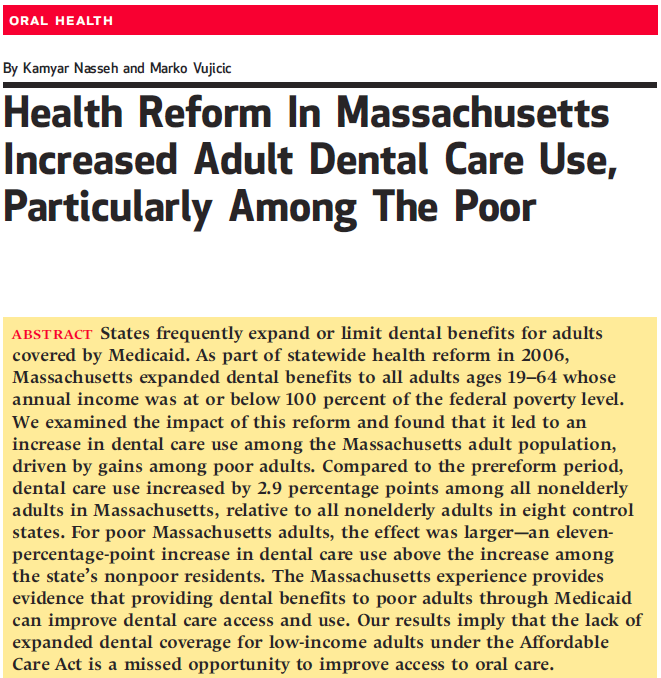 ORAL HEALTH
By Kamyar Nasseh and Marko Vujicic
Health Reform In Massachusetts
Increased Adult Dental Care Use,
Particularly Among The Poor
ABSTRACT States frequently expand or limit dental benefits for adults
covered by Medicaid. As part of statewide health reform in 2006,
Massachusetts expanded dental benefits to all adults ages 19–64 whose
annual income was at or below 100 percent of the federal poverty level.
We examined the impact of this reform and found that it led to an
increase in dental care use among the Massachusetts adult population,
driven by gains among poor adults. Compared to the prereform period,
dental care use increased by 2.9 percentage points among all nonelderly
adults in Massachusetts, relative to all nonelderly adults in eight control
states. For poor Massachusetts adults, the effect was larger—an eleven-
percentage-point increase in dental care use above the increase among
the state’s nonpoor residents. The Massachusetts experience provides
evidence that providing dental benefits to poor adults through Medicaid
can improve dental care access and use. Our results imply that the lack of
expanded dental coverage for low-income adults under the Affordable
Care Act is a missed opportunity to improve access to oral care.